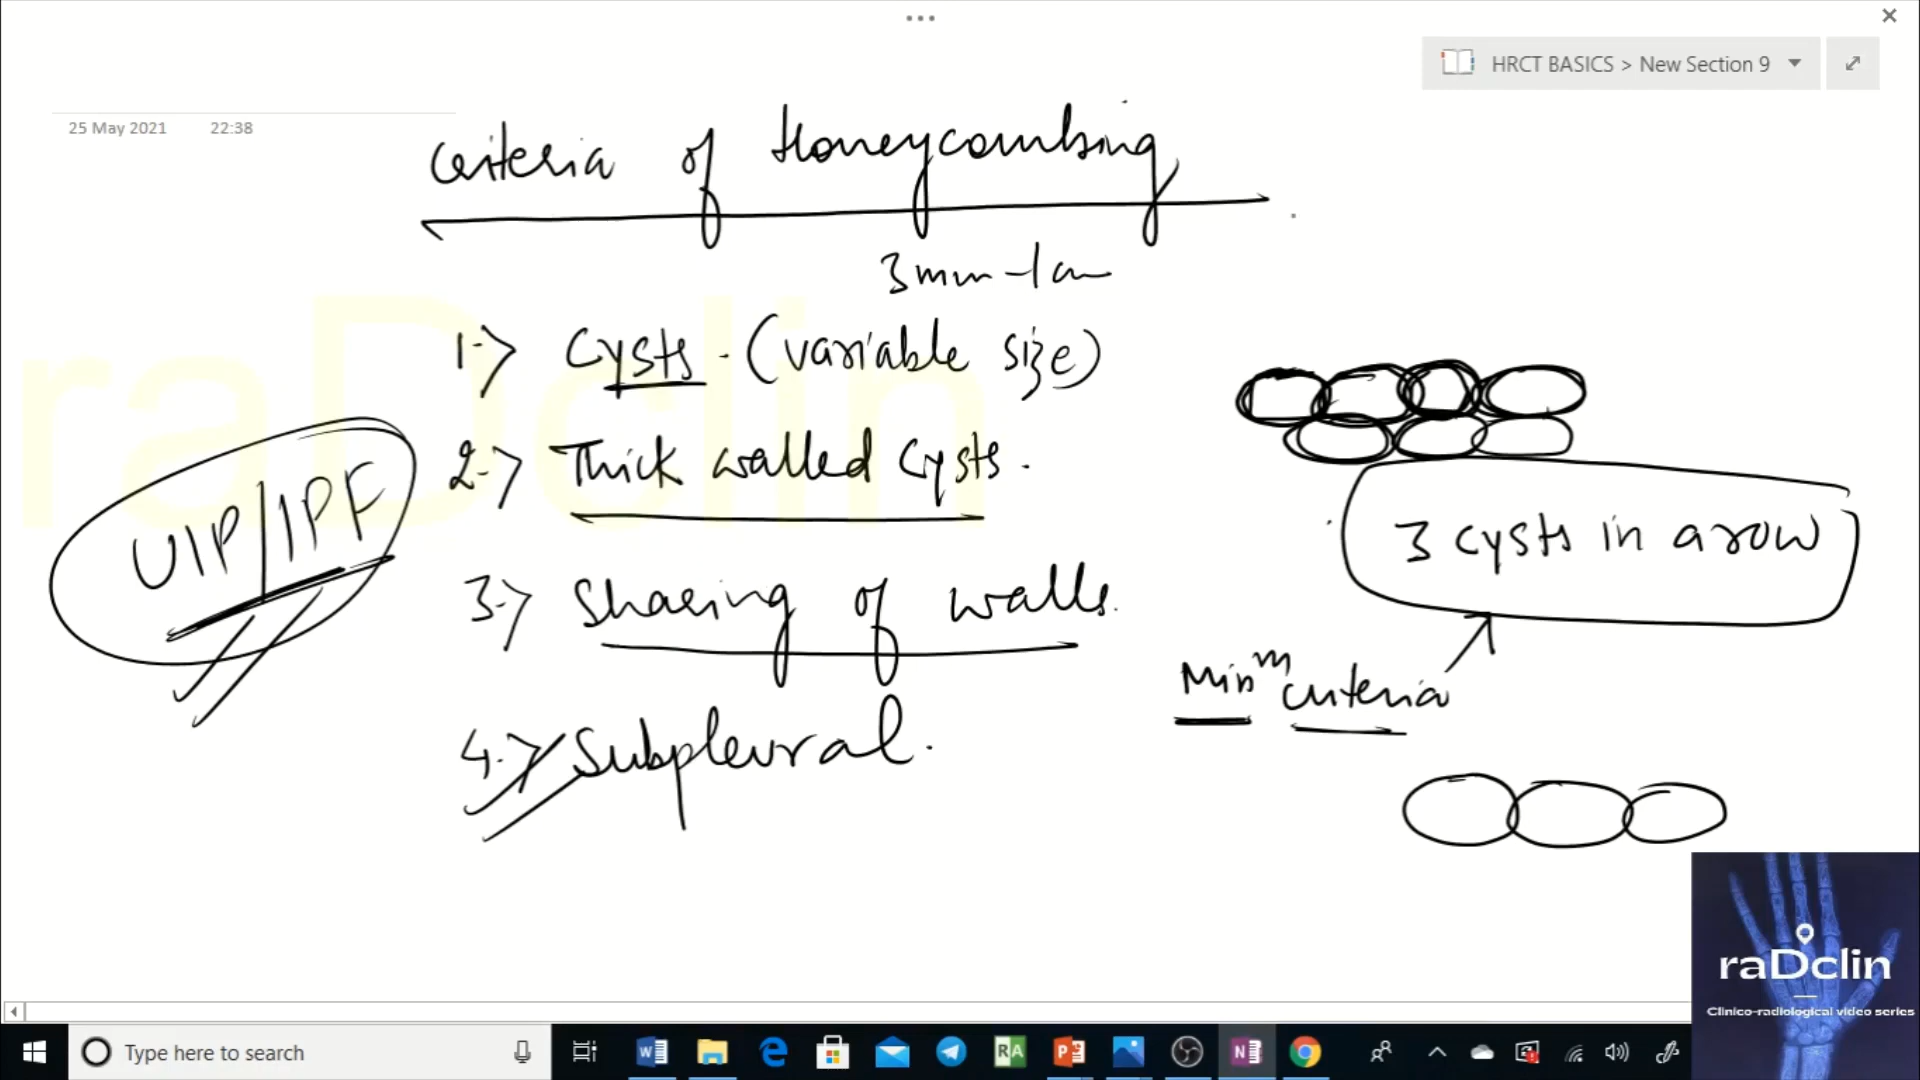 HRCT BASICS > New Section 9
25 May 2021 22:38
Criteria of Honeycombing
3mm-1cm
1.> Cysts. (variable size)
2.> Thick walled Cysts.
UIP/IPF
3 cysts in a row
3.> Sharing of walls.
Minm criteria
4.> Subpleural.
raDclin
raDclin
Clinico-radiological video series
Type here to search
W
RA
P
N